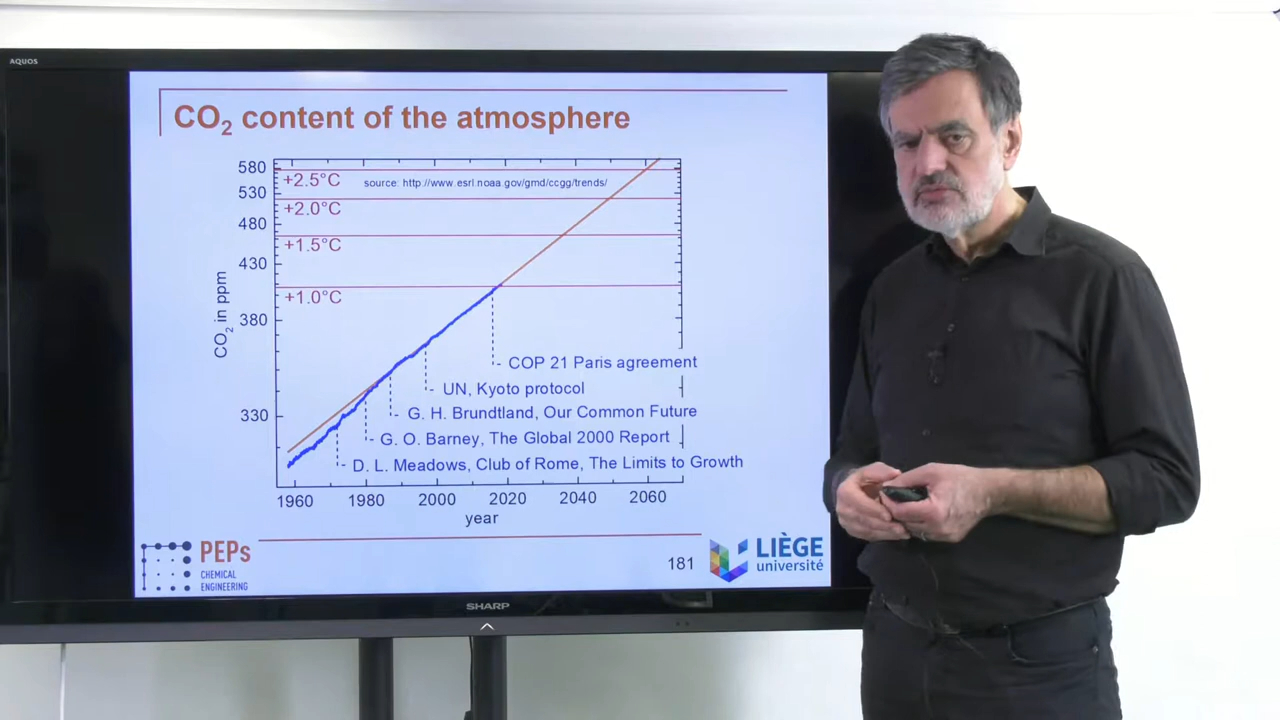 AQUOS
CO₂ content of the atmosphere
580
+2.5°C source: http://www.esrl.noaa.gov/gmd/ccgg/trends/
530
+2.0°C
480
+1.5°C
430
+1.0°C
380
CO₂ in ppm
COP 21 Paris agreement
UN, Kyoto protocol
330
G. H. Brundtland, Our Common Future
G. O. Barney, The Global 2000 Report
D. L. Meadows, Club of Rome, The Limits to Growth
1960 1980 2000 2020 2040 2060
year
PEPs
CHEMICAL
ENGINEERING
181
LIÈGE
université
SHARP